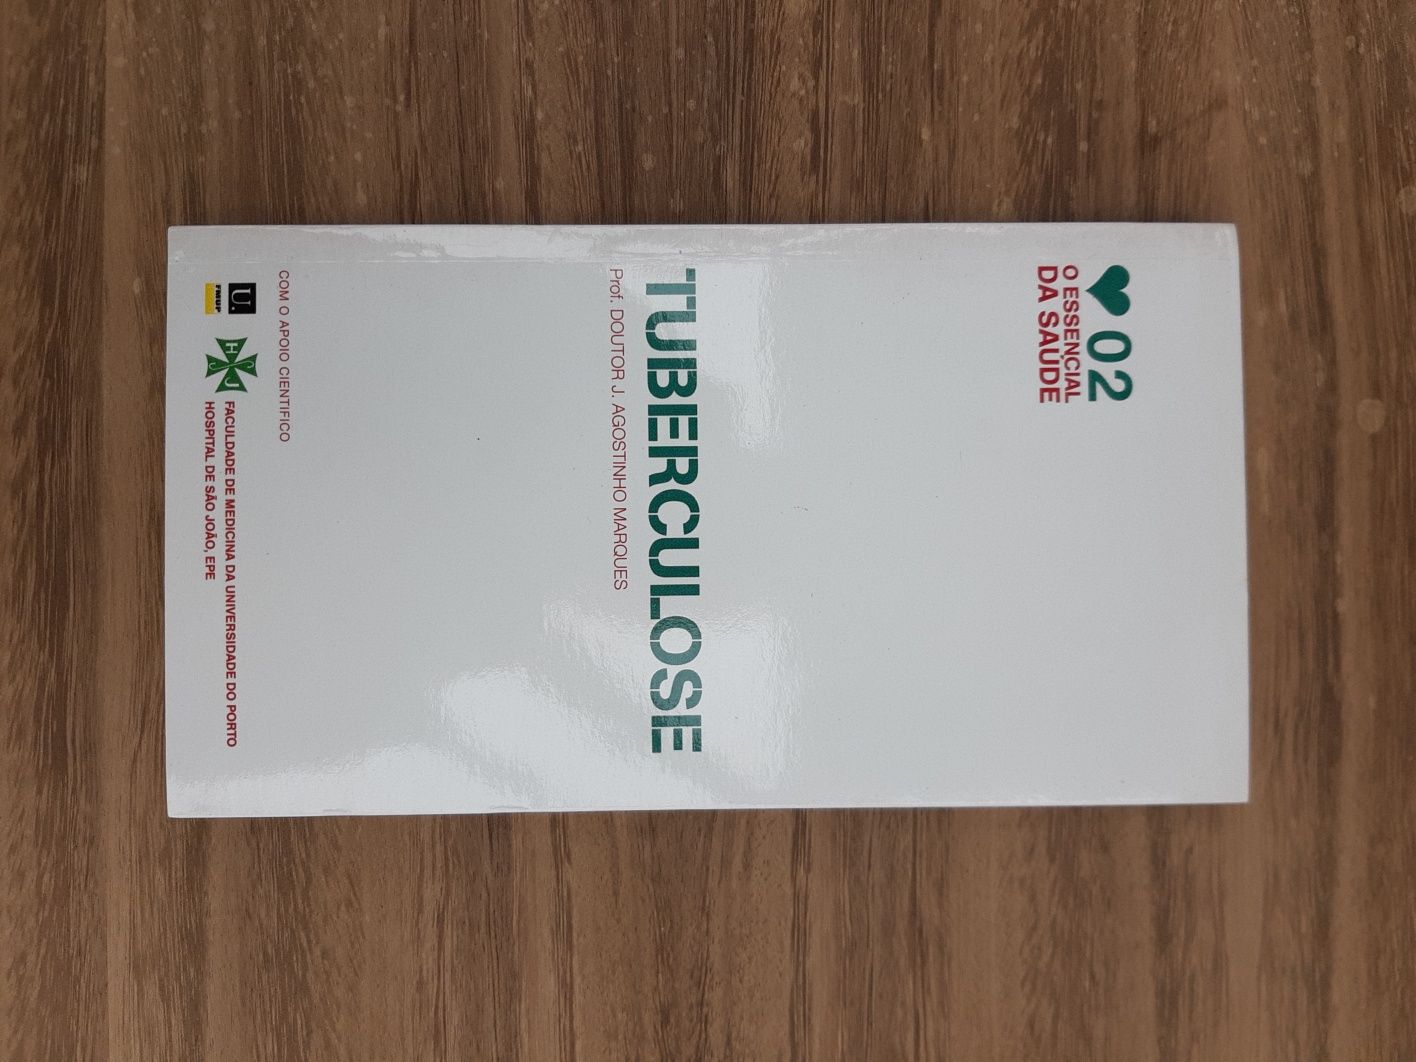 02
O ESSENCIAL
DA SAÚDE
TUBERCULOSE
Prof. DOUTOR J. AGOSTINHO MARQUES
COM O APOIO CIENTIFICO
U.
FMUP
H S J
FACULDADE DE MEDICINA DA UNIVERSIDADE DO PORTO
HOSPITAL DE SÃO JOÃO, EPE